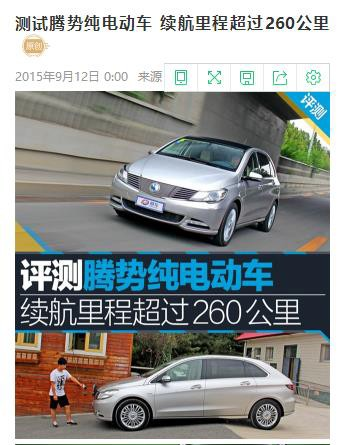 测试腾势纯电动车 续航里程超过260公里
原创
2015年9月12日 0:00 来源
评测
评测腾势纯电动车
续航里程超过260公里